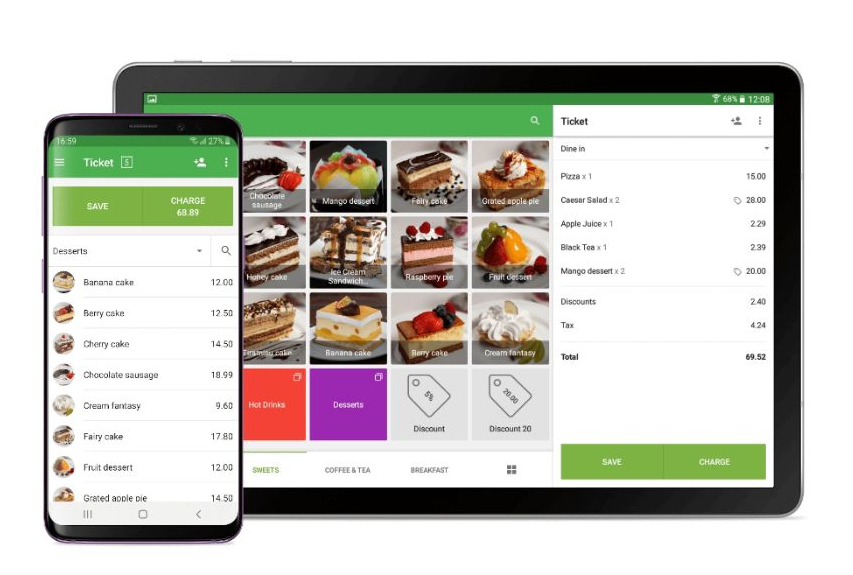 16:59
27%
Ticket 5
SAVE
CHARGE
68.89
Desserts
Banana cake 12.00
Berry cake 12.50
Cherry cake 14.50
Chocolate sausage 18.99
Cream fantasy 9.60
Fairy cake 17.80
Fruit dessert 12.00
Grated apple pie 14.50
68% 12:08
Chocolate
sausage
Mango dessert
Fairy cake
Grated apple pie
Honey cake
Ice Cream
Sandwich...
Raspberry pie
Fruit dessert
Tiramisu cake
Banana cake
Berry cake
Cream fantasy
Hot Drinks
Desserts
5%
Discount
20.00
Discount 20
SWEETS
COFFEE & TEA
BREAKFAST
Ticket
Dine in
Pizza x 1 15.00
Caesar Salad x 2 28.00
Apple Juice x 1 2.29
Black Tea x 1 2.39
Mango dessert x 2 20.00
Discounts 2.40
Tax 4.24
Total 69.52
SAVE
CHARGE